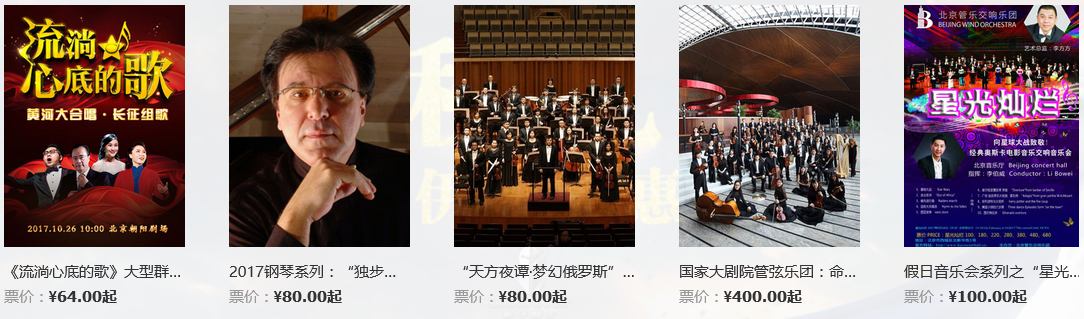 流淌
心底的歌
黄河大合唱·长征组歌
2017.10.26 10:00 北京朝阳剧场
《流淌心底的歌》大型群...
票价：¥64.00起
2017钢琴系列：“独步...
票价：¥80.00起
“天方夜谭·梦幻俄罗斯”...
票价：¥80.00起
国家大剧院管弦乐团：命...
票价：¥400.00起
北京管乐交响乐团
BEIJING WIND ORCHESTRA
艺术总监：李方方
星光灿烂
向星球大战致敬！
经典奥斯卡电影音乐交响音乐会
北京音乐厅 Beijing concert hall
指挥：李伯威 Conductor：Li Bowei
假日音乐会系列之“星光...
票价：¥100.00起